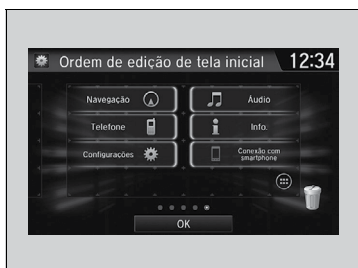 Ordem de edição de tela inicial 12:34
Navegação Áudio
Telefone Info.
Configurações Conexão com
smartphone
OK